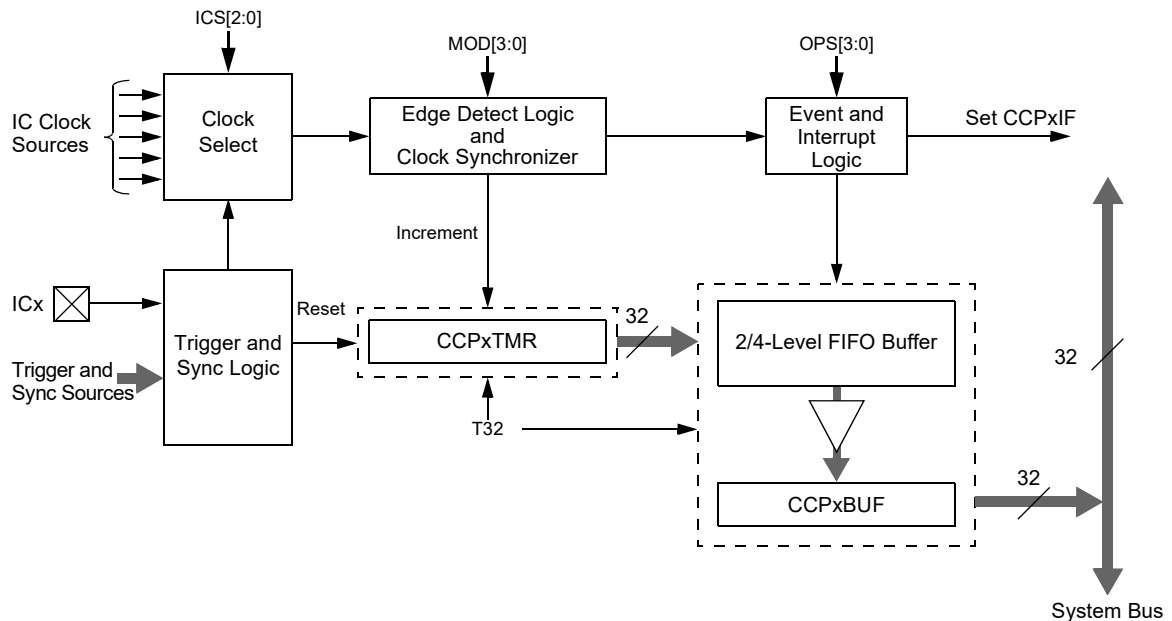 ICS[2:0]
MOD[3:0]
OPS[3:0]
IC Clock
Sources
Clock
Select
Edge Detect Logic
and
Clock Synchronizer
Event and
Interrupt
Logic
Set CCPxIF
Increment
ICx
Reset
Trigger and
Sync Logic
Trigger and
Sync Sources
CCPxTMR
32
2/4-Level FIFO Buffer
32
T32
CCPxBUF
32
System Bus